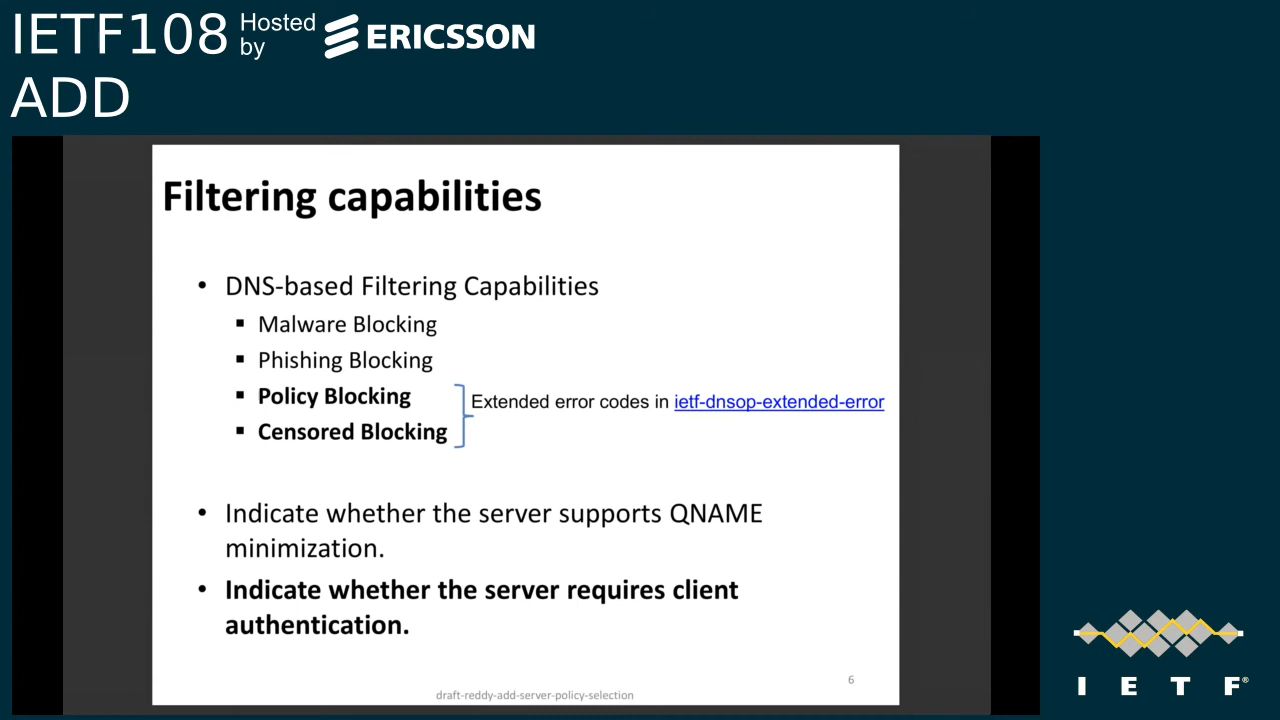 IETF108 Hosted by ERICSSON
ADD
Filtering capabilities
• DNS-based Filtering Capabilities
▪ Malware Blocking
▪ Phishing Blocking
▪ Policy Blocking
▪ Censored Blocking
Extended error codes in ietf-dnsop-extended-error
• Indicate whether the server supports QNAME
minimization.
• Indicate whether the server requires client
authentication.
6
draft-reddy-add-server-policy-selection
I E T F®